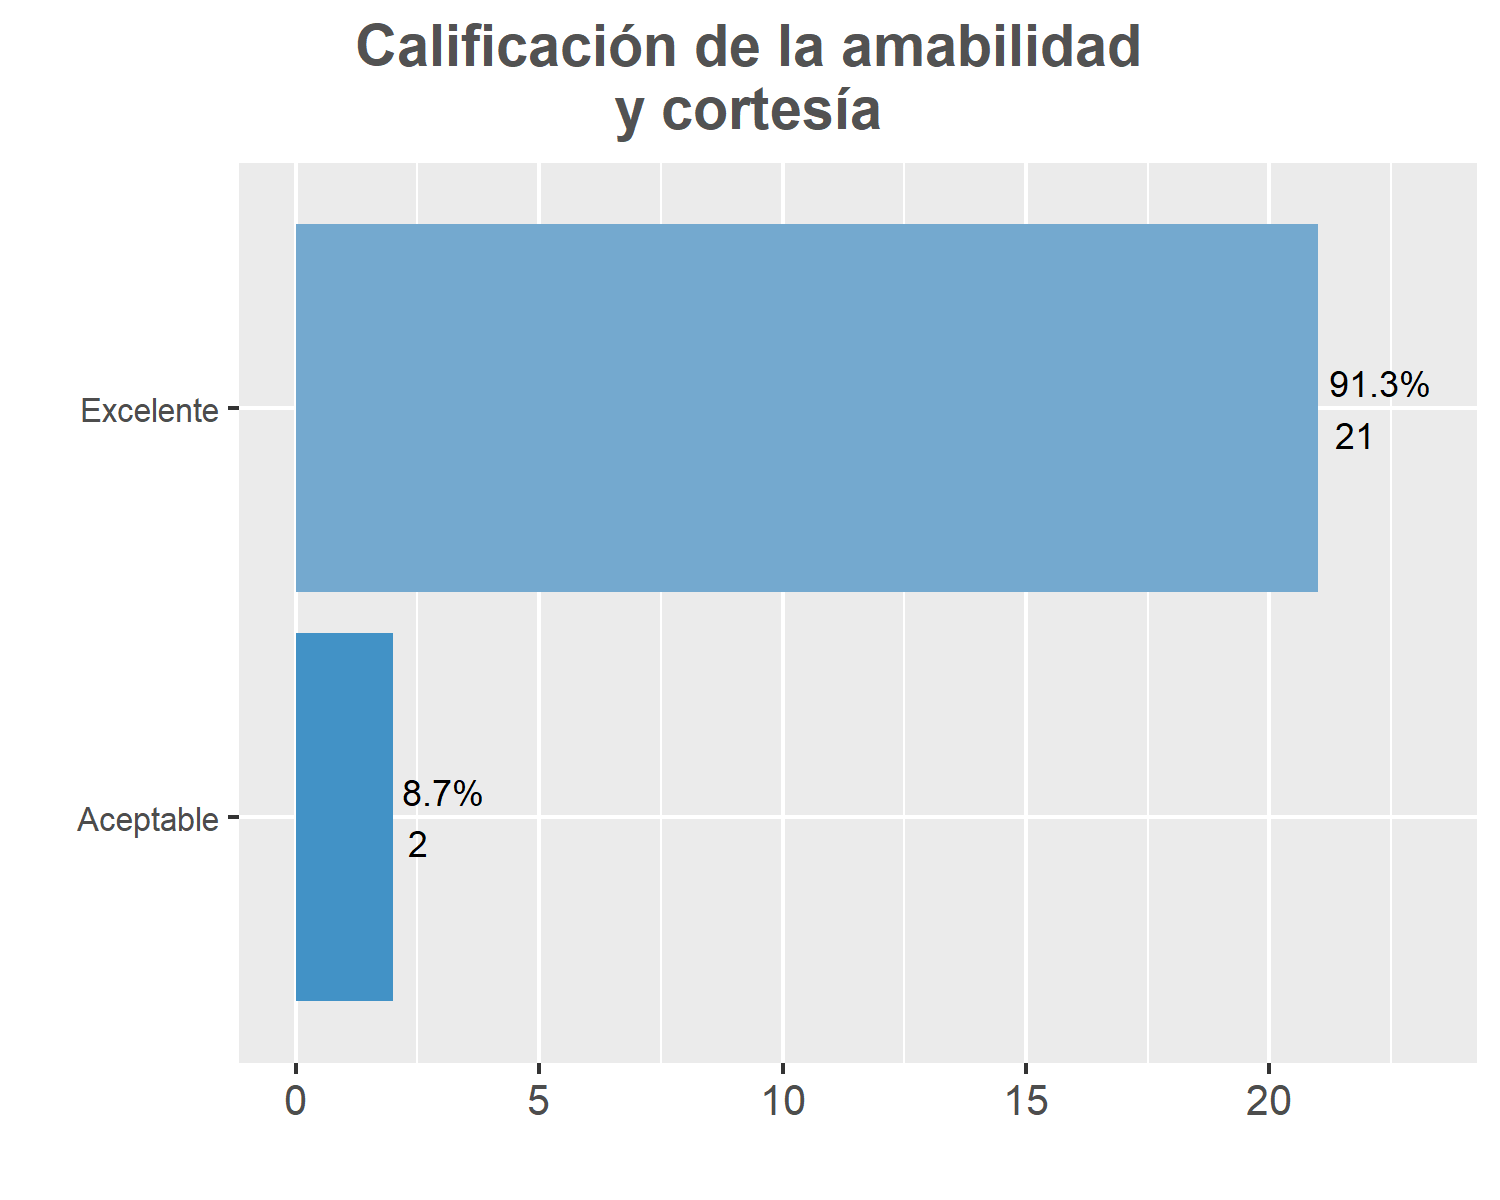 Calificación de la amabilidad
y cortesía
Excelente
91.3%
21
Aceptable
8.7%
2
0 5 10 15 20